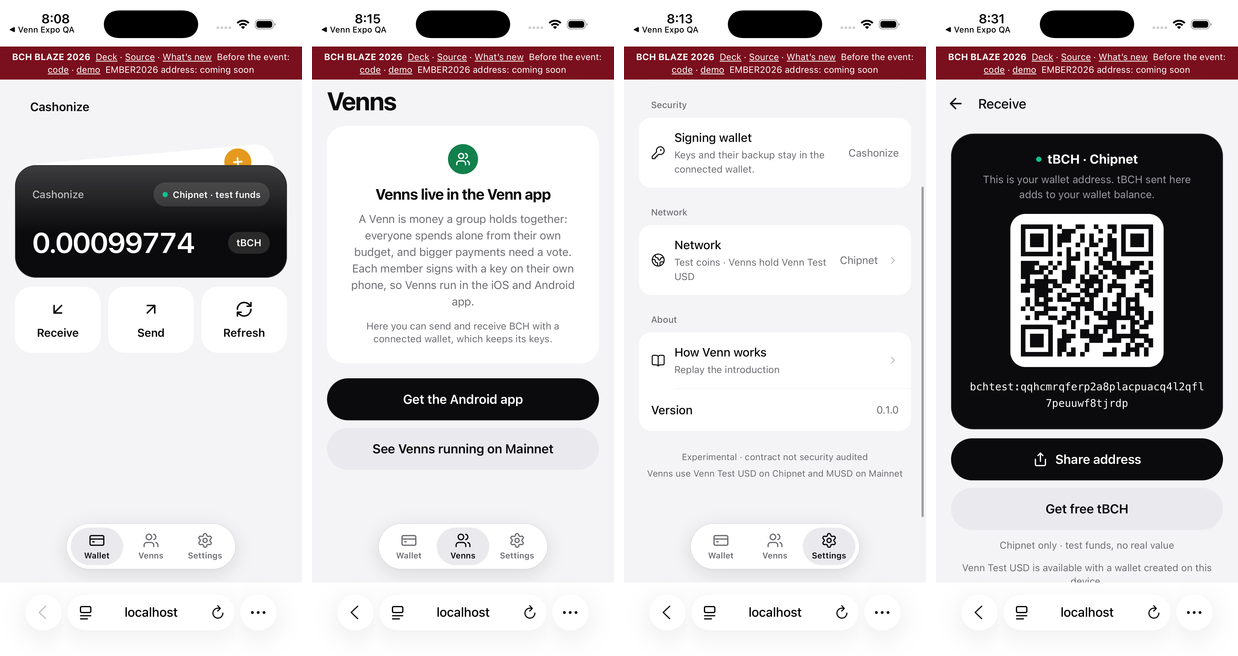 8:08
◀ Venn Expo QA
BCH BLAZE 2026 Deck · Source · What's new Before the event:
code · demo EMBER2026 address: coming soon
Cashonize
Cashonize
Chipnet · test funds
0.00099774
tBCH
Receive
Send
Refresh
Wallet
Venns
Settings
localhost
8:15
◀ Venn Expo QA
BCH BLAZE 2026 Deck · Source · What's new Before the event:
code · demo EMBER2026 address: coming soon
Venns
Venns live in the Venn app
A Venn is money a group holds together:
everyone spends alone from their own
budget, and bigger payments need a vote.
Each member signs with a key on their own
phone, so Venns run in the iOS and Android
app.
Here you can send and receive BCH with a
connected wallet, which keeps its keys.
Get the Android app
See Venns running on Mainnet
Wallet
Venns
Settings
localhost
8:13
◀ Venn Expo QA
BCH BLAZE 2026 Deck · Source · What's new Before the event:
code · demo EMBER2026 address: coming soon
Security
Signing wallet
Keys and their backup stay in the
connected wallet.
Cashonize
Network
Network
Test coins · Venns hold Venn Test
USD
Chipnet
About
How Venn works
Replay the introduction
Version
0.1.0
Experimental · contract not security audited
Venns use Venn Test USD on Chipnet and MUSD on Mainnet
Wallet
Venns
Settings
localhost
8:31
◀ Venn Expo QA
BCH BLAZE 2026 Deck · Source · What's new Before the event:
code · demo EMBER2026 address: coming soon
Receive
tBCH · Chipnet
This is your wallet address. tBCH sent here
adds to your wallet balance.
bchtest:qqhcmrqferp2a8placpuacq4l2qfl
7peuuwf8tjrdp
Share address
Get free tBCH
Chipnet only · test funds, no real value
Venn Test USD is available with a wallet created on this
device.
localhost